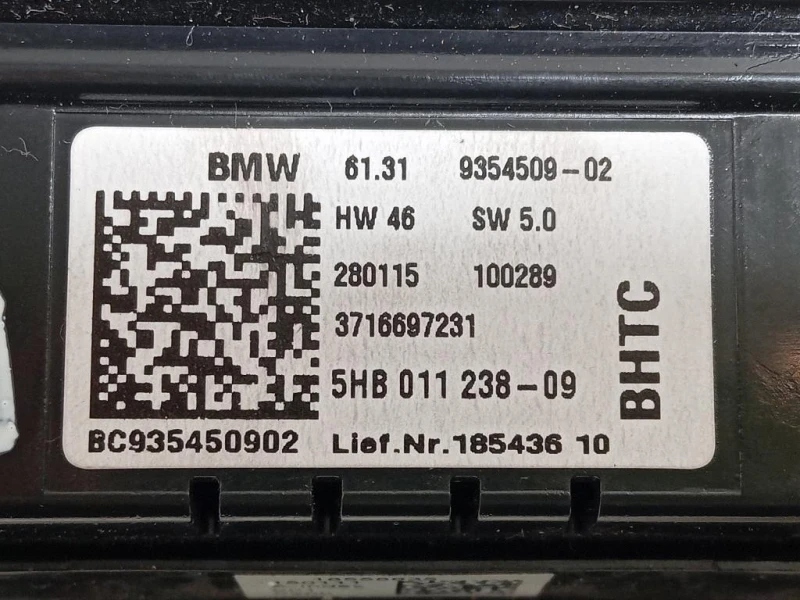 BMW 61.31 9354509-02
HW 46 SW 5.0
280115 100289
3716697231
5HB 011 238-09
BC935450902 Lief.Nr.185436 10
BHTC